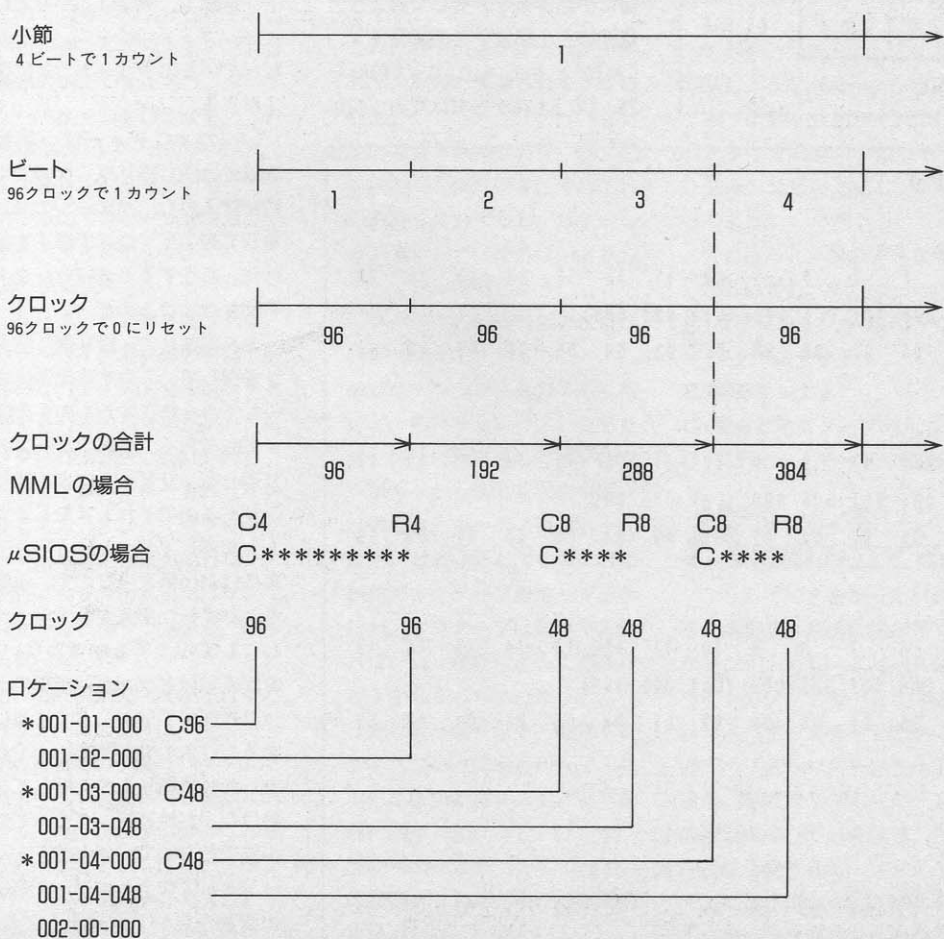 小節
4ビートで1カウント
1
ビート
96クロックで1カウント
1 2 3 4
クロック
96クロックで0にリセット
96 96 96 96
クロックの合計
96 192 288 384
MMLの場合
C4 R4 C8 R8 C8 R8
μSIOSの場合
C********* C**** C****
クロック
96 96 48 48 48 48
ロケーション
*001-01-000 C96
001-02-000
*001-03-000 C48
001-03-048
*001-04-000 C48
001-04-048
002-00-000